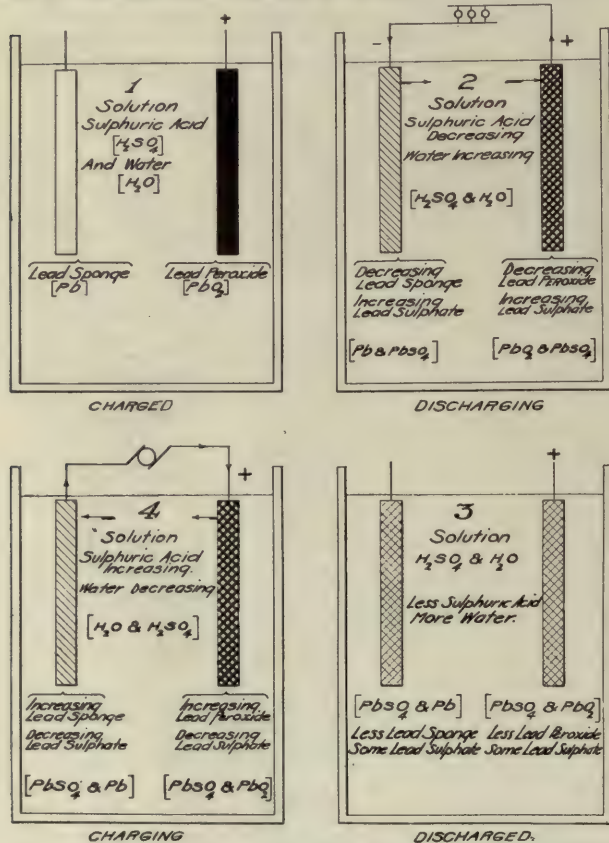 +
1
Solution
Sulphuric Acid
[H₂SO₄]
And Water
[H₂O]
Lead Sponge
[Pb]
Lead Peroxide
[PbO₂]
CHARGED
- +
2
Solution
Sulphuric Acid
Decreasing
Water Increasing
[H₂SO₄ & H₂O]
Decreasing
Lead Sponge
Increasing
Lead Sulphate
[Pb & PbSO₄]
Decreasing
Lead Peroxide
Increasing
Lead Sulphate
[PbO₂ & PbSO₄]
DISCHARGING
+
4
Solution
Sulphuric Acid
Increasing.
Water Decreasing
[H₂O & H₂SO₄]
Increasing
Lead Sponge
Decreasing
Lead Sulphate
[PbSO₄ & Pb]
Increasing
Lead Peroxide
Decreasing
Lead Sulphate
[PbSO₄ & PbO₂]
CHARGING
+
3
Solution
H₂SO₄ & H₂O
Less Sulphuric Acid
More Water.
[PbSO₄ & Pb]
Less Lead Sponge
Some Lead Sulphate
[PbSO₄ & PbO₂]
Less Lead Peroxide
Some Lead Sulphate
DISCHARGED.